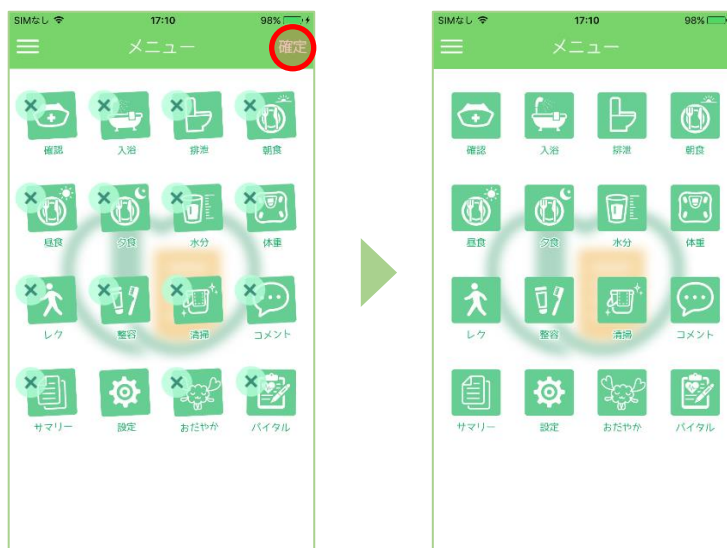 SIMなし 17:10 98%
メニュー 確定
確認 入浴 排泄 朝食
昼食 夕食 水分 体重
レク 整容 清掃 コメント
サマリー 設定 おだやか バイタル
SIMなし 17:10 98%
メニュー
確認 入浴 排泄 朝食
昼食 夕食 水分 体重
レク 整容 清掃 コメント
サマリー 設定 おだやか バイタル